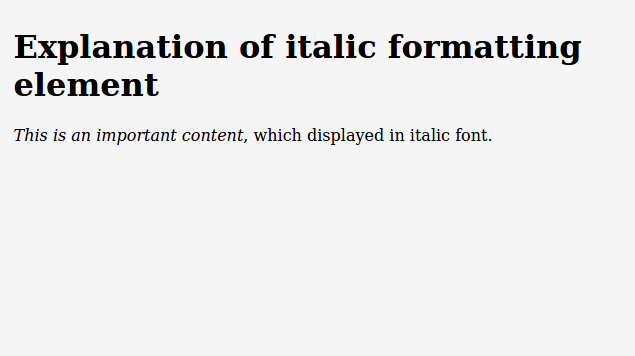 Explanation of italic formatting
element
This is an important content, which displayed in italic font.